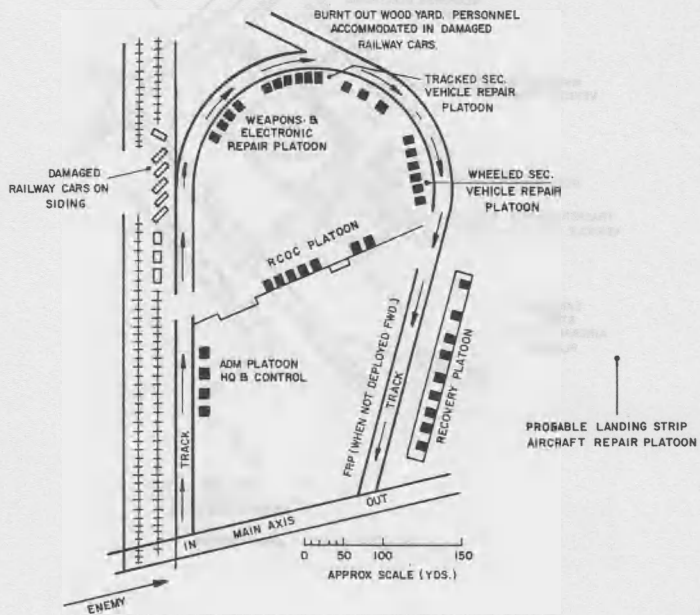 BURNT OUT WOOD YARD. PERSONNEL
ACCOMMODATED IN DAMAGED
RAILWAY CARS.
TRACKED SEC.
VEHICLE REPAIR
PLATOON
WEAPONS & 
ELECTRONIC
REPAIR PLATOON
DAMAGED
RAILWAY CARS ON
SIDING
WHEELED SEC.
VEHICLE REPAIR
PLATOON
RCOC PLATOON
ADM PLATOON
HQ & CONTROL
FRP (WHEN NOT DEPLOYED FWD.)
TRACK
RECOVERY PLATOON
PROBABLE LANDING STRIP
AIRCRAFT REPAIR PLATOON
TRACK
IN
MAIN AXIS
OUT
0 50 100 150
APPROX SCALE (YDS.)
ENEMY